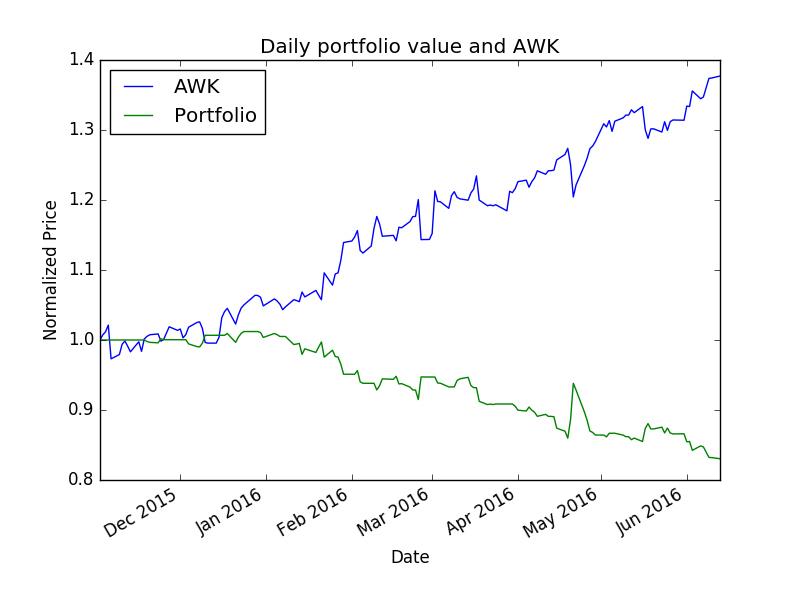 Daily portfolio value and AWK
AWK
Portfolio
Normalized Price
1.4
1.3
1.2
1.1
1.0
0.9
0.8
Dec 2015
Jan 2016
Feb 2016
Mar 2016
Apr 2016
May 2016
Jun 2016
Date